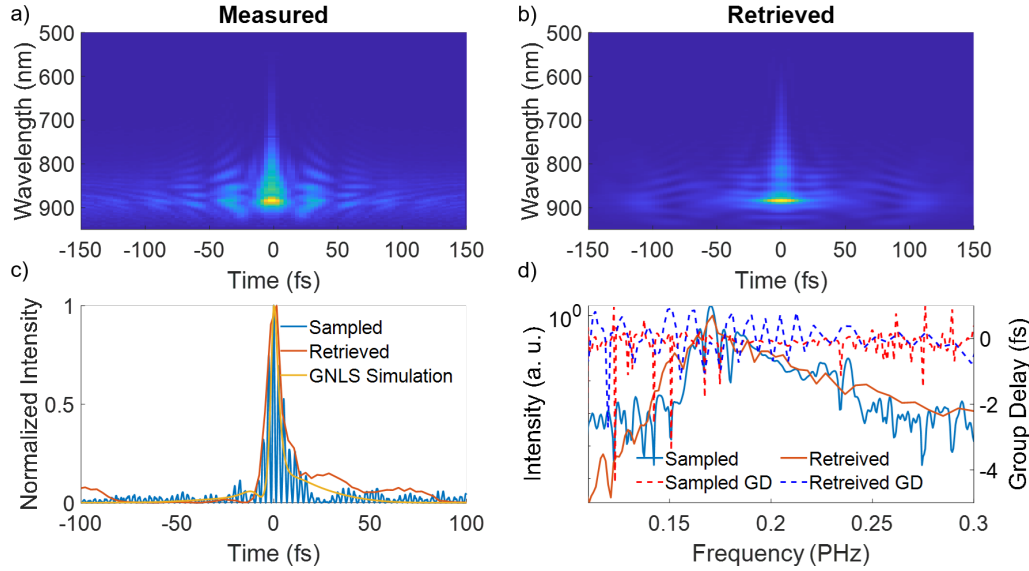 a)
Measured
Wavelength (nm)
500
600
700
800
900
-150
-100
-50
0
50
100
150
Time (fs)
b)
Retrieved
Wavelength (nm)
500
600
700
800
900
-150
-100
-50
0
50
100
150
Time (fs)
c)
Normalized Intensity
1
0.5
0
Sampled
Retrieved
GNLS Simulation
-100
-50
0
50
100
Time (fs)
d)
Intensity (a. u.)
10⁰
Sampled
Retreived
Sampled GD
Retreived GD
0
-2
-4
Group Delay (fs)
0.15
0.2
0.25
0.3
Frequency (PHz)